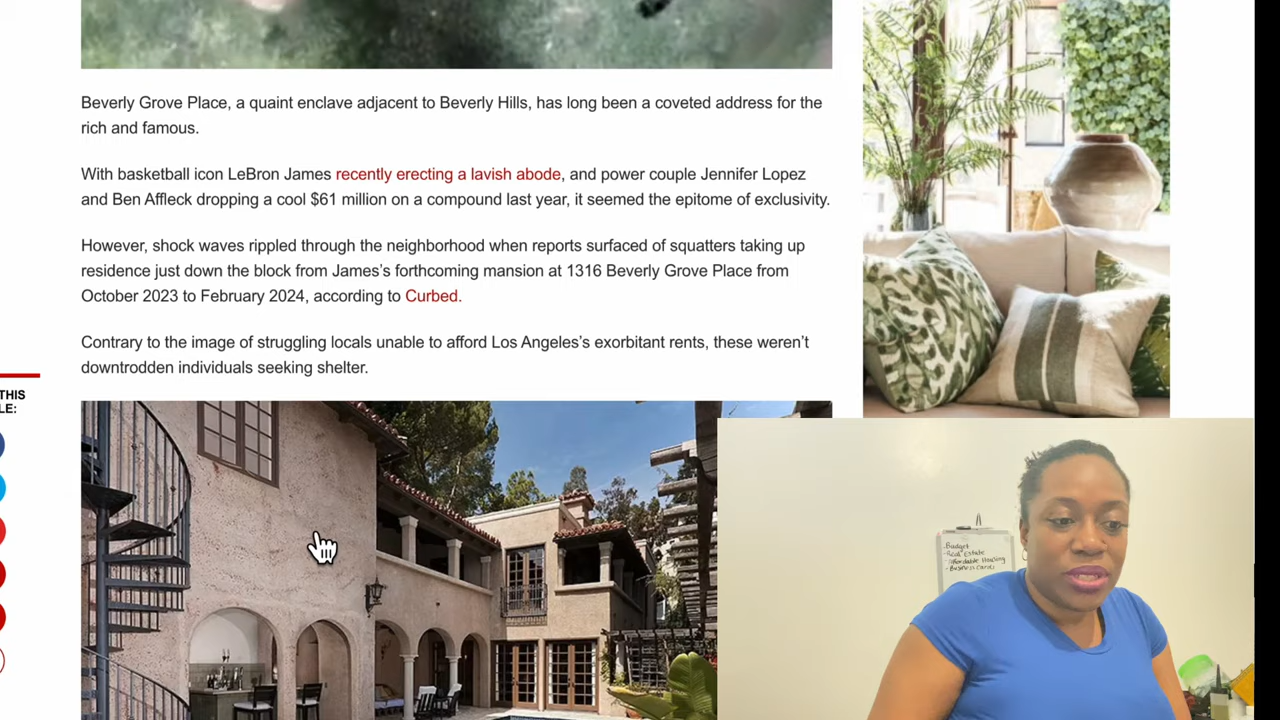 Beverly Grove Place, a quaint enclave adjacent to Beverly Hills, has long been a coveted address for the
rich and famous.
With basketball icon LeBron James recently erecting a lavish abode, and power couple Jennifer Lopez
and Ben Affleck dropping a cool $61 million on a compound last year, it seemed the epitome of exclusivity.
However, shock waves rippled through the neighborhood when reports surfaced of squatters taking up
residence just down the block from James’s forthcoming mansion at 1316 Beverly Grove Place from
October 2023 to February 2024, according to Curbed.
Contrary to the image of struggling locals unable to afford Los Angeles’s exorbitant rents, these weren’t
downtrodden individuals seeking shelter.
THIS
LE:
Budget
-Real Estate
-Affordable Housing
-Business